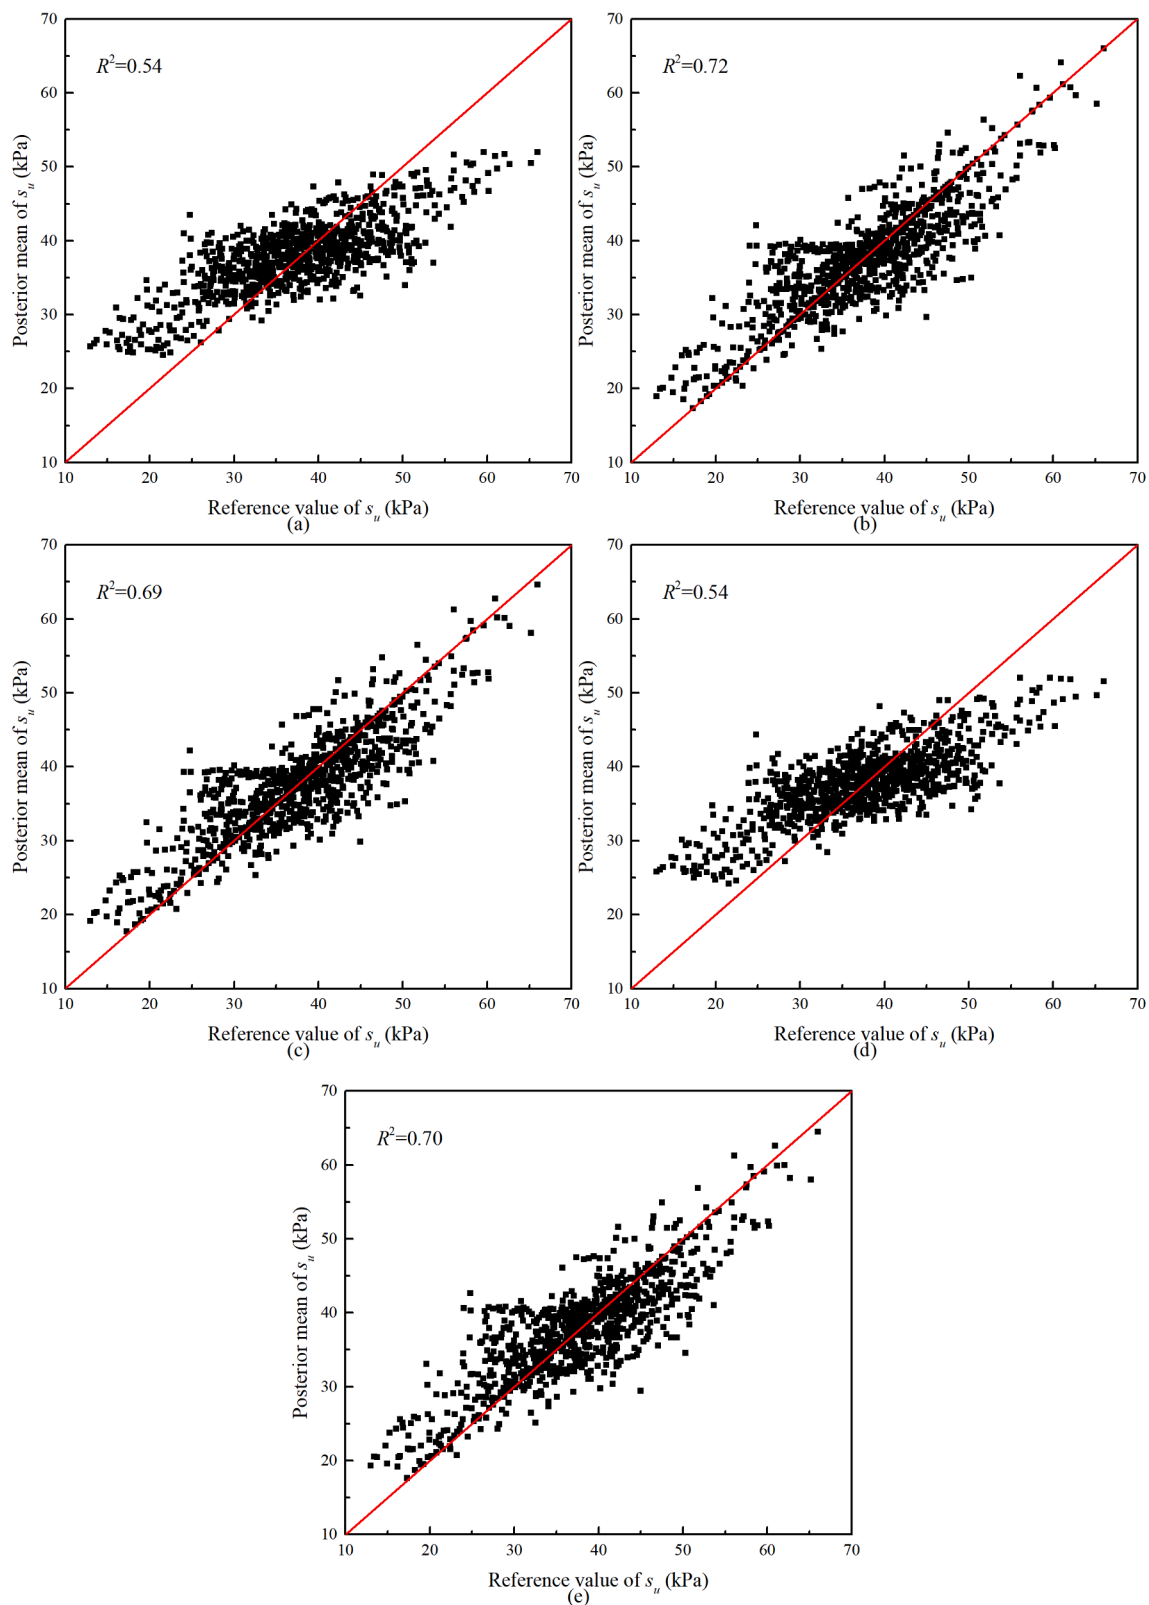 70
60
50
40
30
20
10
R²=0.54
Posterior mean of sᵤ (kPa)
10 20 30 40 50 60 70
Reference value of sᵤ (kPa)
(a)
70
60
50
40
30
20
10
R²=0.72
Posterior mean of sᵤ (kPa)
10 20 30 40 50 60 70
Reference value of sᵤ (kPa)
(b)
70
60
50
40
30
20
10
R²=0.69
Posterior mean of sᵤ (kPa)
10 20 30 40 50 60 70
Reference value of sᵤ (kPa)
(c)
70
60
50
40
30
20
10
R²=0.54
Posterior mean of sᵤ (kPa)
10 20 30 40 50 60 70
Reference value of sᵤ (kPa)
(d)
70
60
50
40
30
20
10
R²=0.70
Posterior mean of sᵤ (kPa)
10 20 30 40 50 60 70
Reference value of sᵤ (kPa)
(e)